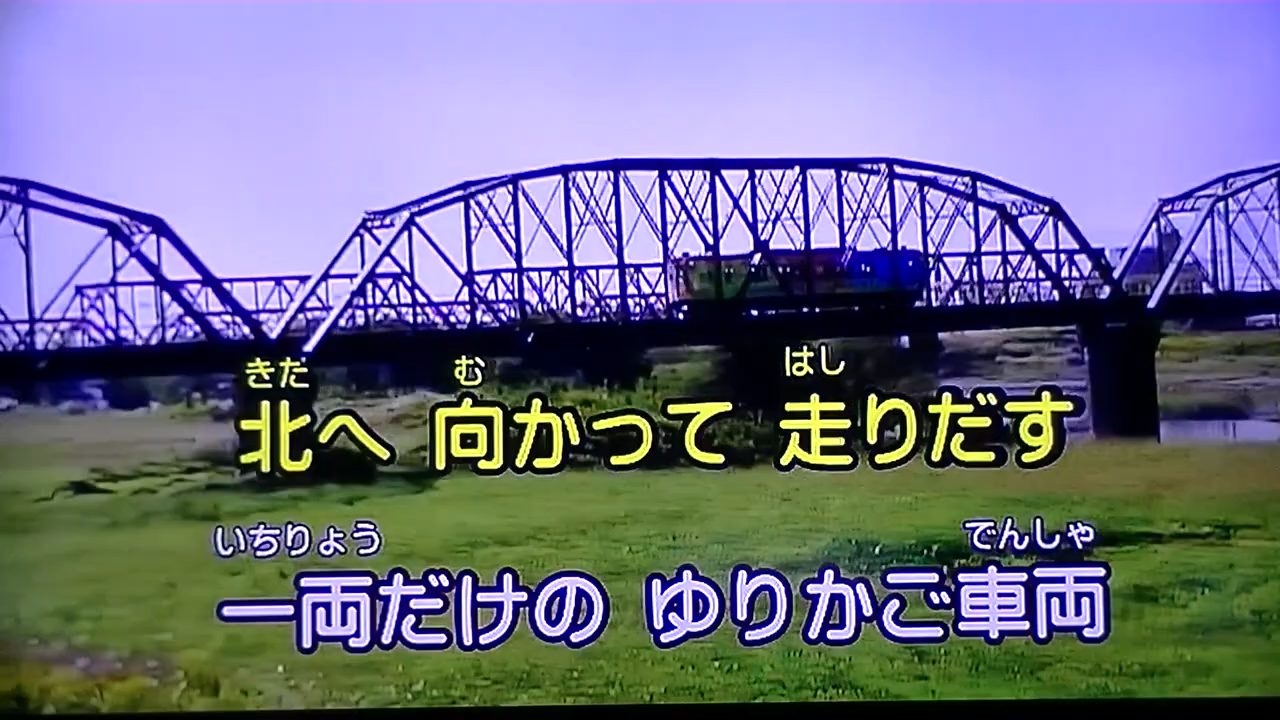 きた む はし
北へ 向かって 走りだす
いちりょう でんしゃ
一両だけの ゆりかご車両